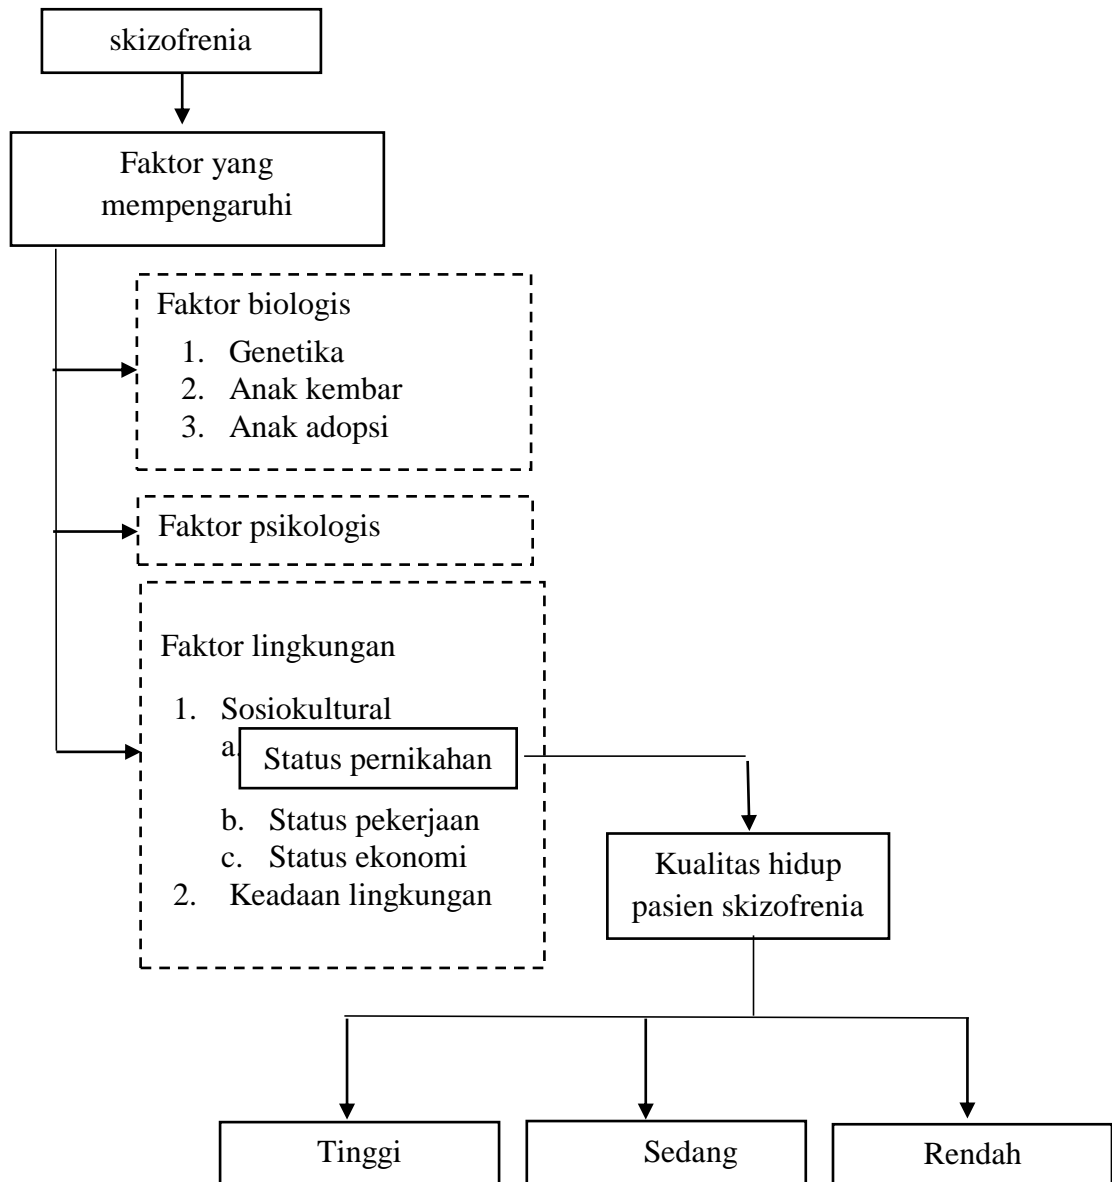 skizofrenia
Faktor yang
mempengaruhi
Faktor biologis
1. Genetika
2. Anak kembar
3. Anak adopsi
Faktor psikologis
Faktor lingkungan
1. Sosiokultural
a. Status pernikahan
b. Status pekerjaan
c. Status ekonomi
2. Keadaan lingkungan
Kualitas hidup
pasien skizofrenia
Tinggi
Sedang
Rendah